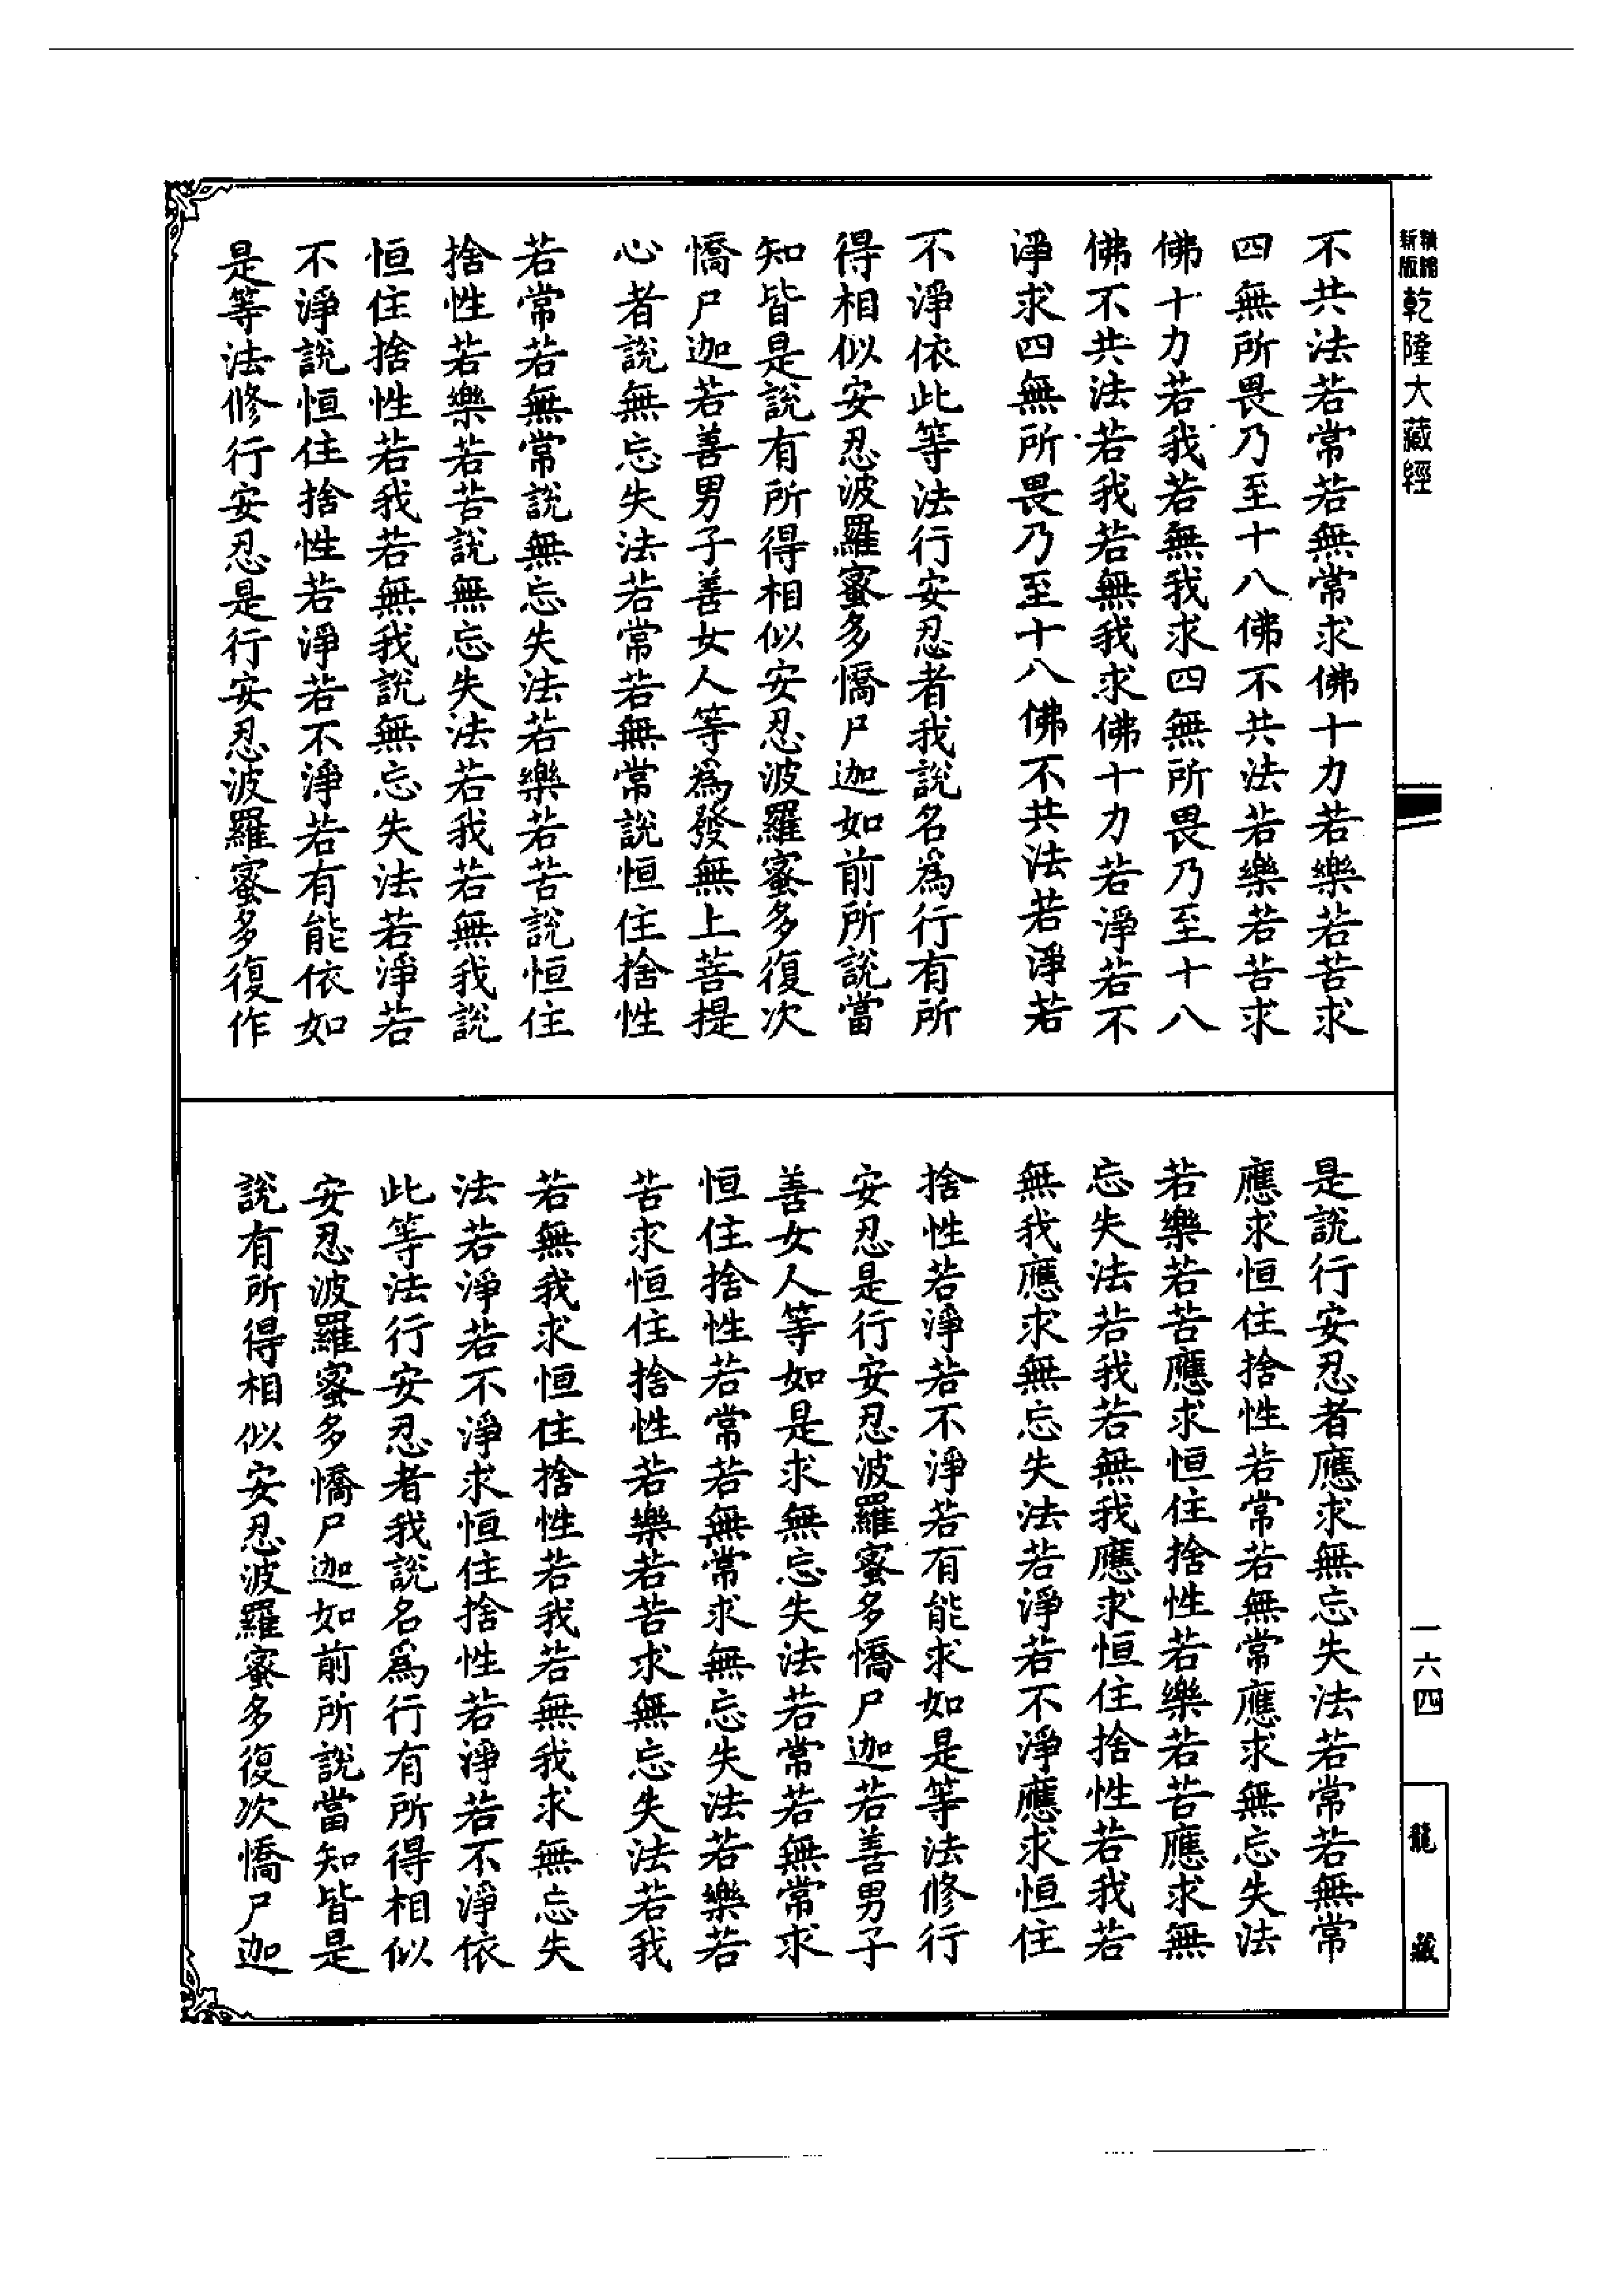 不共法若常若無常求佛十力若樂若苦求
四無所畏乃至十八佛不共法若樂若苦求
佛十力若我若無我求四無所畏乃至十八
佛不共法若我若無我求佛十力若淨若不
淨求四無所畏乃至十八佛不共法若淨若
不淨依此等法行安忍者我說名為行有所
得相似安忍波羅蜜多憍尸迦如前所說當
知皆是說有所得相似安忍波羅蜜多復次
憍尸迦若善男子善女人等為發無上菩提
心者說無忘失法若常若無常說恒住捨性
若常若無常說無忘失法若樂若苦說恒住
捨性若樂若苦說無忘失法若我若無我說
恒住捨性若我若無我說無忘失法若淨若
不淨說恒住捨性若淨若不淨若有能依如
是等法修行安忍是行安忍波羅蜜多復作
是說行安忍者應求無忘失法若常若無常
應求恒住捨性若常若無常應求無忘失法
若樂若苦應求恒住捨性若樂若苦應求無
忘失法若我若無我應求恒住捨性若我若
無我應求無忘失法若淨若不淨應求恒住
捨性若淨若不淨若有能求如是等法修行
安忍是行安忍波羅蜜多憍尸迦若善男子
善女人等如是求無忘失法若常若無常求
恒住捨性若常若無常求無忘失法若樂若
苦求恒住捨性若樂若苦求無忘失法若我
若無我求恒住捨性若我若無我求無忘失
法若淨若不淨求恒住捨性若淨若不淨依
此等法行安忍者我說名為行有所得相似
安忍波羅蜜多憍尸迦如前所說當知皆是
說有所得相似安忍波羅蜜多復次憍尸迦
新版乾隆大藏經
一六四
龍藏